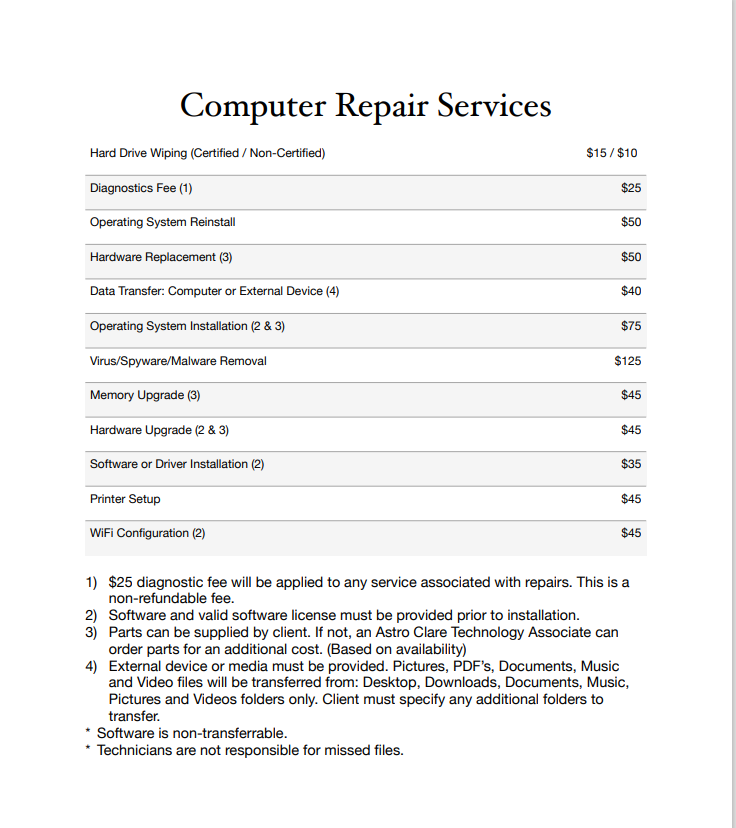 Computer Repair Services
Hard Drive Wiping (Certified / Non-Certified) $15 / $10
Diagnostics Fee (1) $25
Operating System Reinstall $50
Hardware Replacement (3) $50
Data Transfer: Computer or External Device (4) $40
Operating System Installation (2 & 3) $75
Virus/Spyware/Malware Removal $125
Memory Upgrade (3) $45
Hardware Upgrade (2 & 3) $45
Software or Driver Installation (2) $35
Printer Setup $45
WiFi Configuration (2) $45
1) $25 diagnostic fee will be applied to any service associated with repairs. This is a
non-refundable fee.
2) Software and valid software license must be provided prior to installation.
3) Parts can be supplied by client. If not, an Astro Clare Technology Associate can
order parts for an additional cost. (Based on availability)
4) External device or media must be provided. Pictures, PDF's, Documents, Music
and Video files will be transferred from: Desktop, Downloads, Documents, Music,
Pictures and Videos folders only. Client must specify any additional folders to
transfer.
* Software is non-transferrable.
* Technicians are not responsible for missed files.